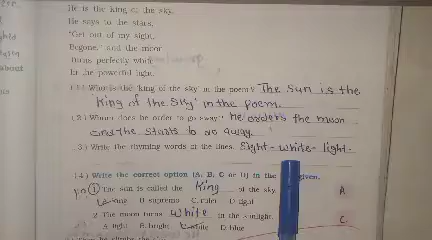 He is the king of the sky.
He says to the stars,
"Get out of my sight,
Begone," and the moon
Turns perfectly white
In the powerful light.
(1) Who is the 'king of the sky' in the poem? The Sun is the
King of the Sky in the poem.
(2) Whom does he order to go away? he orders the moon
and the stars to go away.
(3) Write the rhyming words in the lines. Sight-white-light-
(4) Write the correct option (A, B, C or D) in the given.
1 The sun is called the King of the sky. A
A. king B. supreme C. ruler D.
2. The moon turns white in the sunlight. C
A. light B. bright C. white D. blue